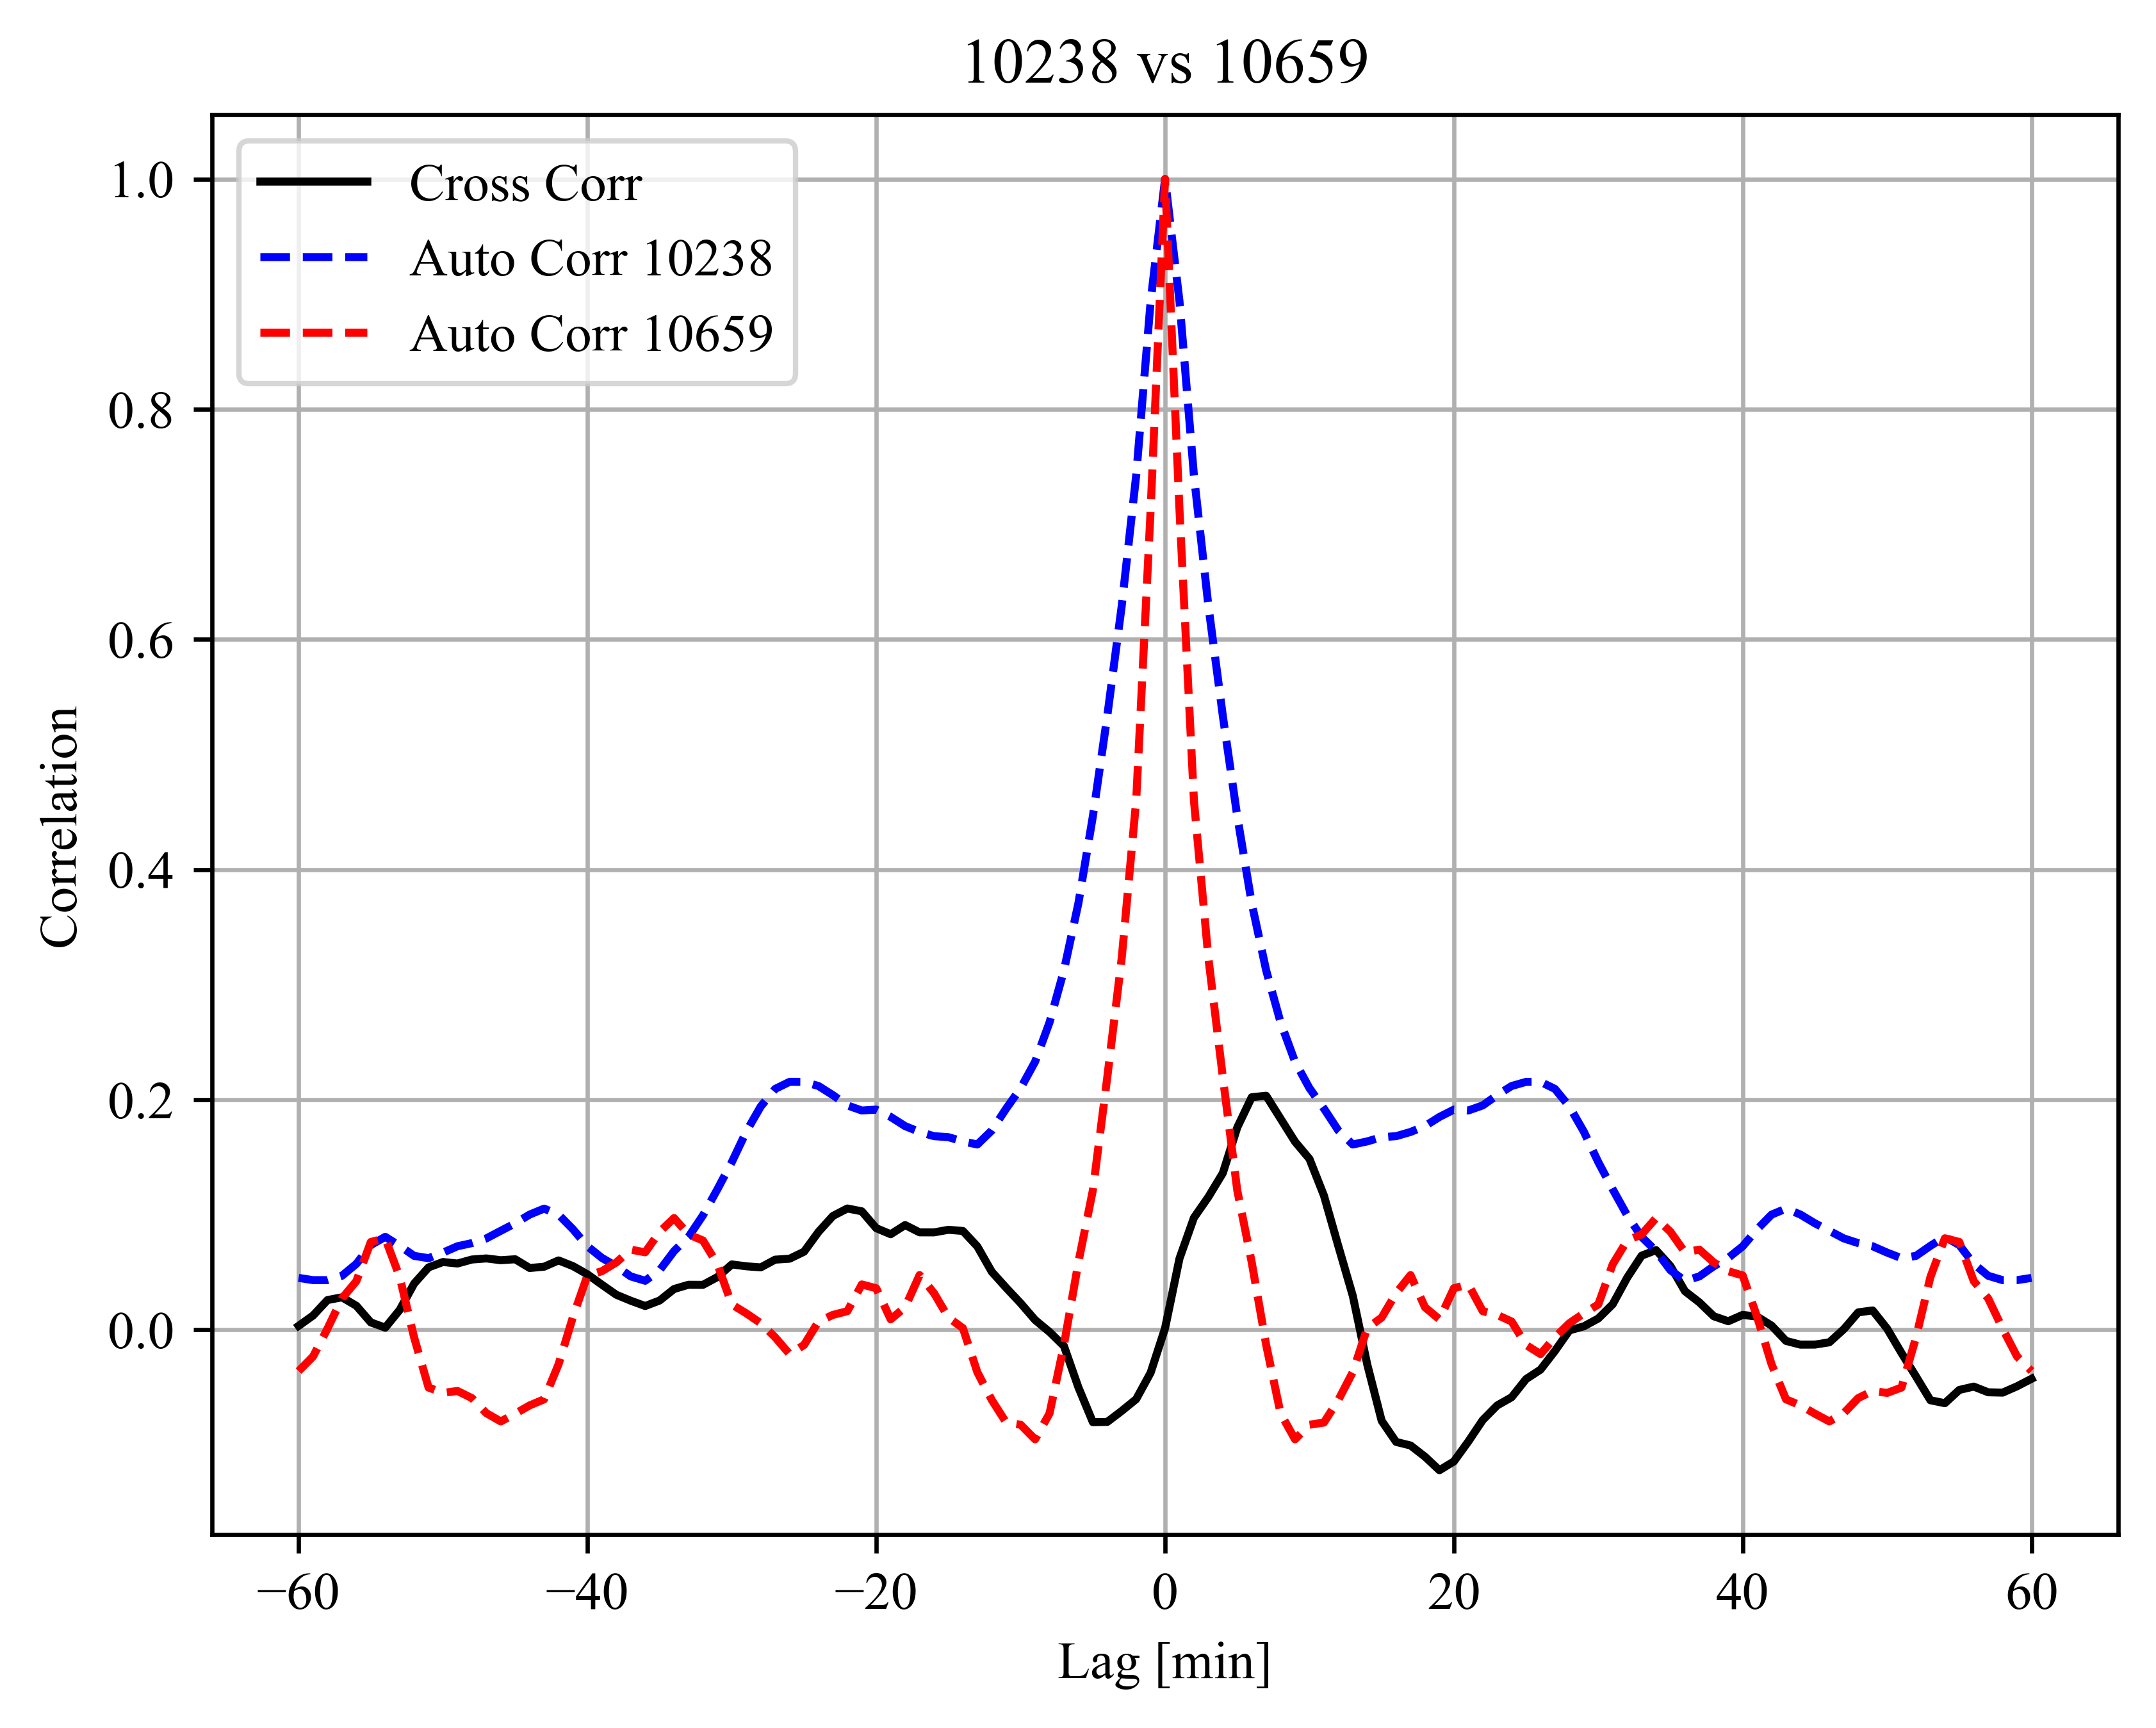 10238 vs 10659
Cross Corr
Auto Corr 10238
Auto Corr 10659
1.0
0.8
0.6
0.4
0.2
0.0
Correlation
−60 −40 −20 0 20 40 60
Lag [min]